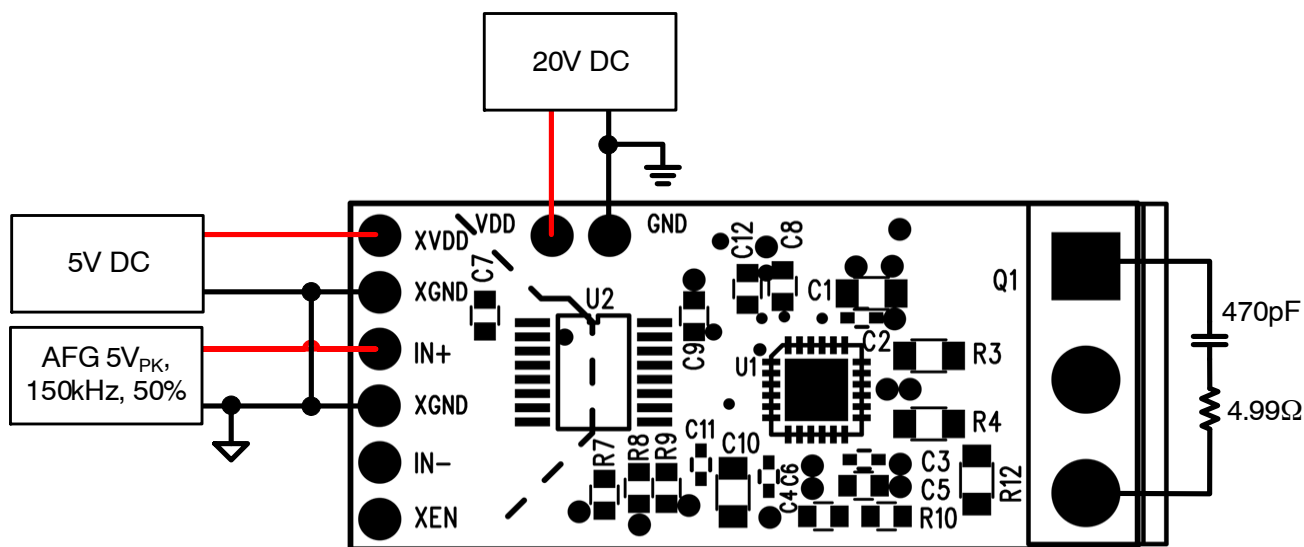 20V DC
5V DC
AFG 5VPK,
150kHz, 50%
XVDD
XGND
IN+
XGND
IN-
XEN
VDD
GND
C7
U2
C9
C12
C8
C1
C2
U1
Q1
R3
R4
R7
R8
R9
C11
C10
C4
C6
C3
C5
R10
R12
470pF
4.99Ω